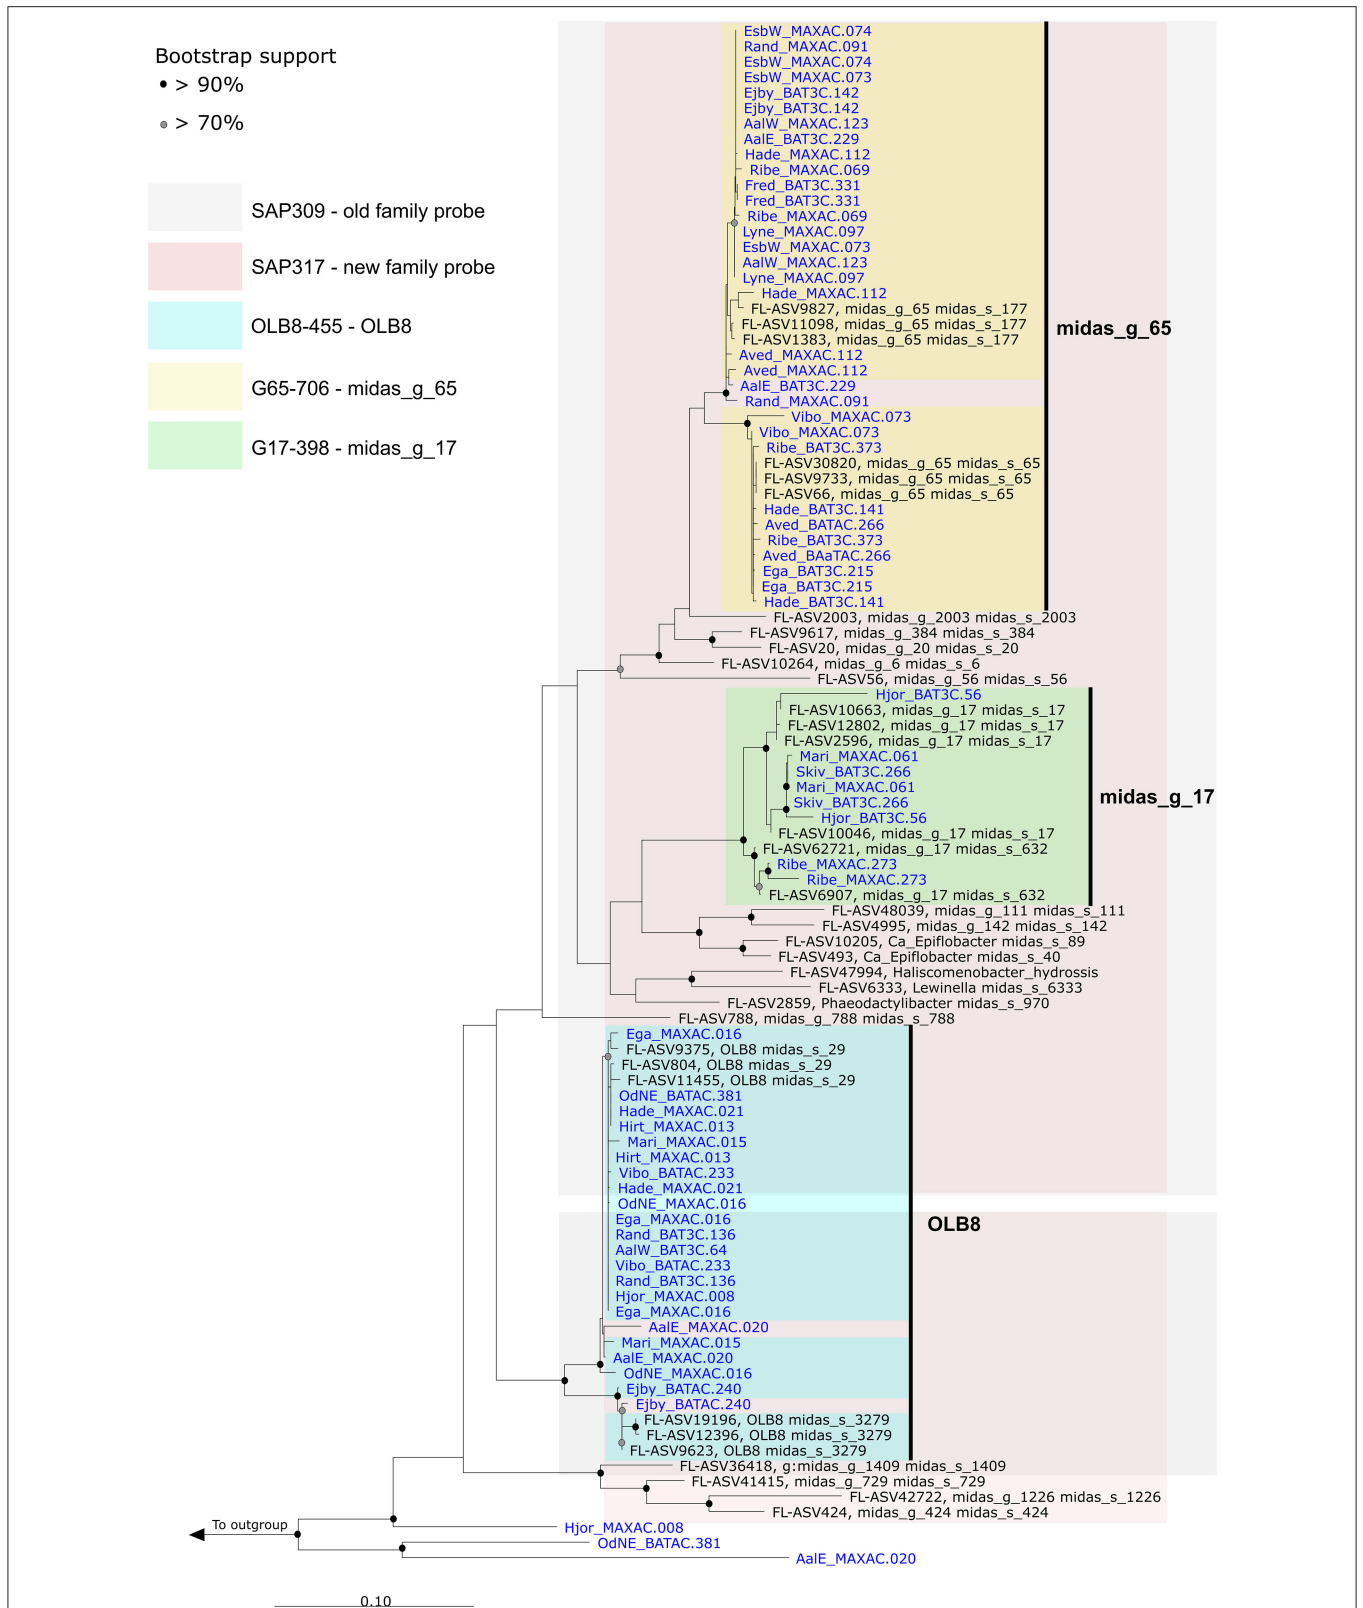 Bootstrap support
> 90%
> 70%
SAP309 - old family probe
SAP317 - new family probe
OLB8-455 - OLB8
G65-706 - midas_g_65
G17-398 - midas_g_17
EsbW_MAXAC.074
Rand_MAXAC.091
EsbW_MAXAC.074
EsbW_MAXAC.073
Ejby_BAT3C.142
Ejby_BAT3C.142
AalW_MAXAC.123
AalE_BAT3C.229
Hade_MAXAC.112
Ribe_MAXAC.069
Fred_BAT3C.331
Fred_BAT3C.331
Ribe_MAXAC.069
Lyne_MAXAC.097
EsbW_MAXAC.073
AalW_MAXAC.123
Lyne_MAXAC.097
Hade_MAXAC.112
FL-ASV9827, midas_g_65 midas_s_177
FL-ASV11098, midas_g_65 midas_s_177
FL-ASV1383, midas_g_65 midas_s_177
midas_g_65
Aved_MAXAC.112
Aved_MAXAC.112
AalE_BAT3C.229
Rand_MAXAC.091
Vibo_MAXAC.073
Vibo_MAXAC.073
Ribe_BAT3C.373
FL-ASV30820, midas_g_65 midas_s_65
FL-ASV9733, midas_g_65 midas_s_65
FL-ASV66, midas_g_65 midas_s_65
Hade_BAT3C.141
Aved_BATAC.266
Ribe_BAT3C.373
Aved_BAaTAC.266
Ega_BAT3C.215
Ega_BAT3C.215
Hade_BAT3C.141
FL-ASV2003, midas_g_2003 midas_s_2003
FL-ASV9617, midas_g_384 midas_s_384
FL-ASV20, midas_g_20 midas_s_20
FL-ASV10264, midas_g_6 midas_s_6
FL-ASV56, midas_g_56 midas_s_56
Hjor_BAT3C.56
FL-ASV10663, midas_g_17 midas_s_17
FL-ASV12802, midas_g_17 midas_s_17
FL-ASV2596, midas_g_17 midas_s_17
Mari_MAXAC.061
Skiv_BAT3C.266
Mari_MAXAC.061
midas_g_17
Skiv_BAT3C.266
Hjor_BAT3C.56
FL-ASV10046, midas_g_17 midas_s_17
FL-ASV62721, midas_g_17 midas_s_632
Ribe_MAXAC.273
Ribe_MAXAC.273
FL-ASV6907, midas_g_17 midas_s_632
FL-ASV48039, midas_g_111 midas_s_111
FL-ASV4995, midas_g_142 midas_s_142
FL-ASV10205, Ca_Epiflobacter midas_s_89
FL-ASV493, Ca_Epiflobacter midas_s_40
FL-ASV47994, Haliscomenobacter_hydrossis
FL-ASV6333, Lewinella midas_s_6333
FL-ASV2859, Phaeodactylibacter midas_s_970
FL-ASV788, midas_g_788 midas_s_788
Ega_MAXAC.016
FL-ASV9375, OLB8 midas_s_29
FL-ASV804, OLB8 midas_s_29
FL-ASV11455, OLB8 midas_s_29
OdNE_BATAC.381
Hade_MAXAC.021
Hirt_MAXAC.013
Mari_MAXAC.015
Hirt_MAXAC.013
Vibo_BATAC.233
Hade_MAXAC.021
OdNE_MAXAC.016
Ega_MAXAC.016
OLB8
Rand_BAT3C.136
AalW_BAT3C.64
Vibo_BATAC.233
Rand_BAT3C.136
Hjor_MAXAC.008
Ega_MAXAC.016
AalE_MAXAC.020
Mari_MAXAC.015
AalE_MAXAC.020
OdNE_MAXAC.016
Ejby_BATAC.240
Ejby_BATAC.240
FL-ASV19196, OLB8 midas_s_3279
FL-ASV12396, OLB8 midas_s_3279
FL-ASV9623, OLB8 midas_s_3279
FL-ASV36418, g:midas_g_1409 midas_s_1409
FL-ASV41415, midas_g_729 midas_s_729
FL-ASV42722, midas_g_1226 midas_s_1226
FL-ASV424, midas_g_424 midas_s_424
To outgroup
Hjor_MAXAC.008
OdNE_BATAC.381
AalE_MAXAC.020
0.10